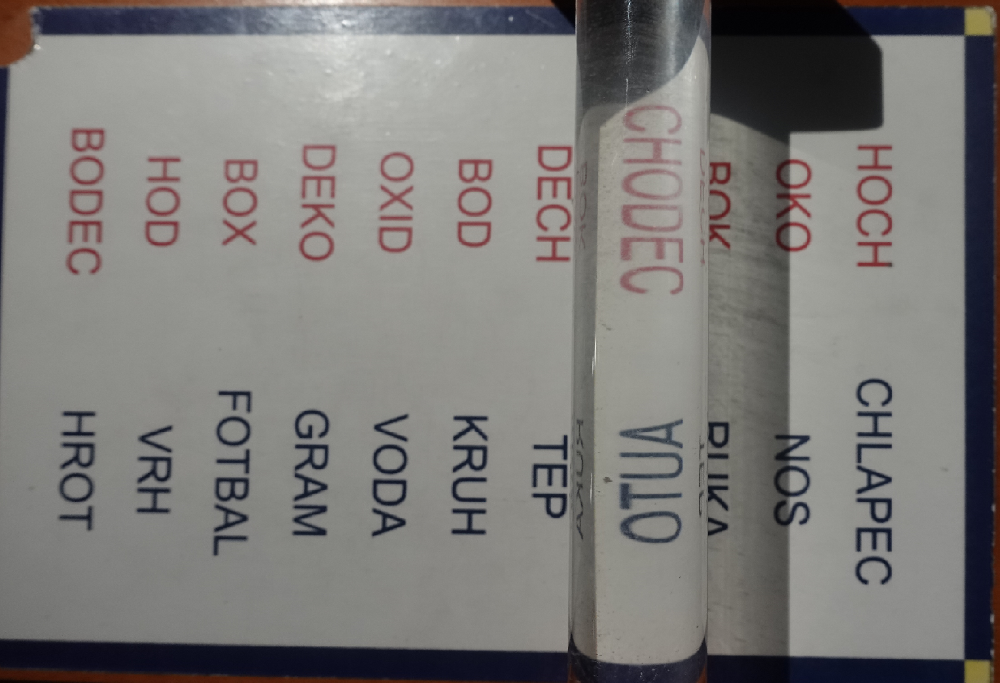 HOCH CHLAPEC
OKO NOS
BOK RUKA
CHODEC AUTO
DECH TEP
BOD KRUH
OXID VODA
DEKO GRAM
BOX FOTBAL
HOD VRH
BODEC HROT